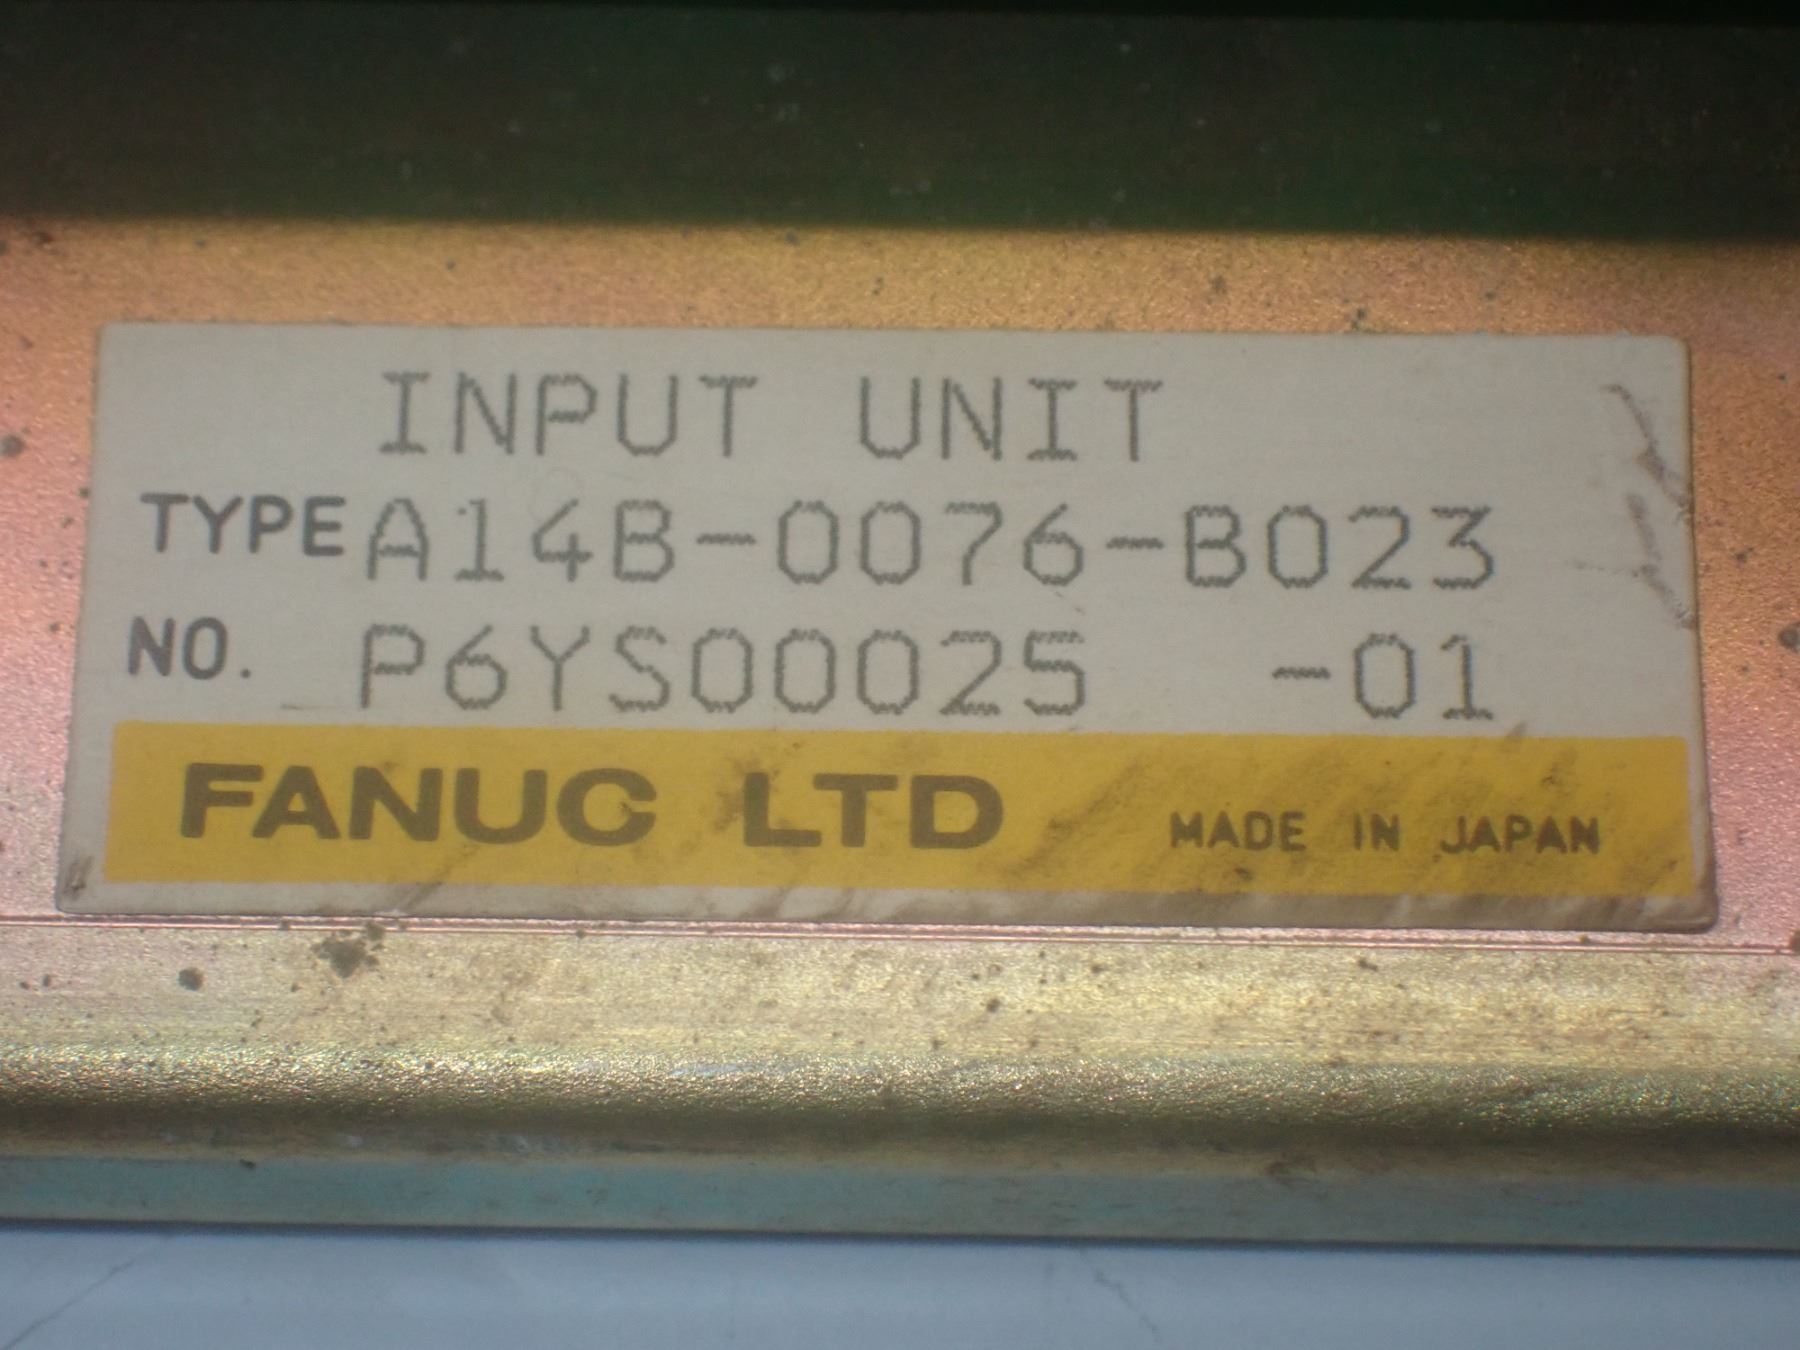 INPUT UNIT
TYPE A14B-0076-B023
NO. P6YS00025 -01
FANUC LTD MADE IN JAPAN